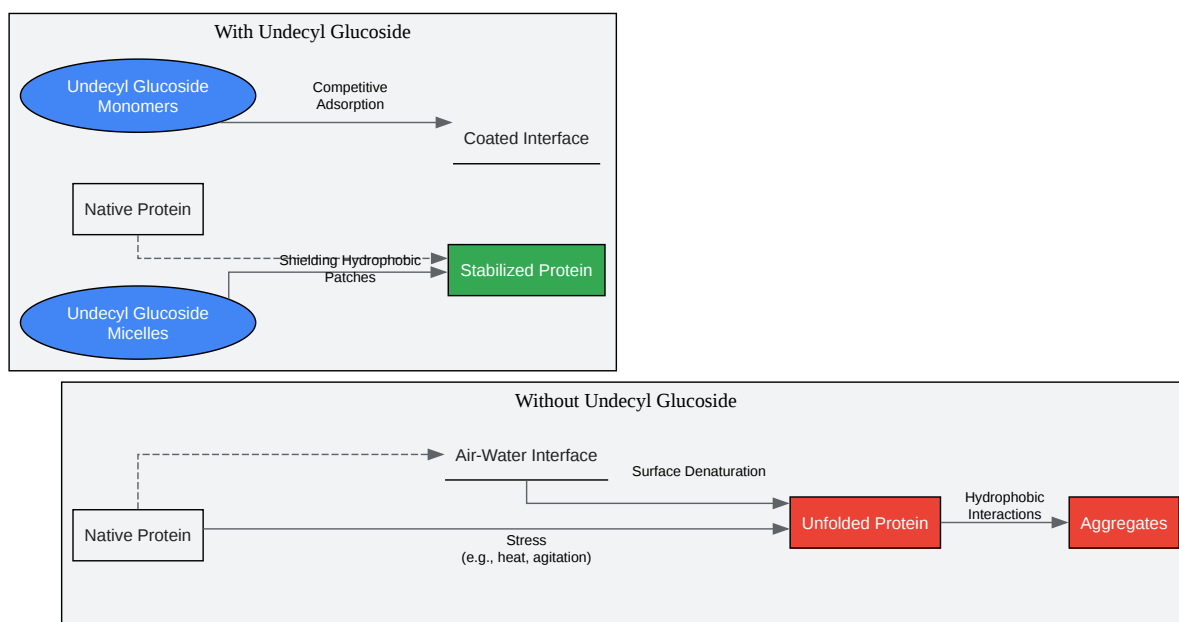 With Undecyl Glucoside
Undecyl Glucoside
Monomers
Competitive
Adsorption
Coated Interface
Native Protein
Shielding Hydrophobic
Patches
Stabilized Protein
Undecyl Glucoside
Micelles
Without Undecyl Glucoside
Air-Water Interface
Surface Denaturation
Native Protein
Stress
(e.g., heat, agitation)
Unfolded Protein
Hydrophobic
Interactions
Aggregates